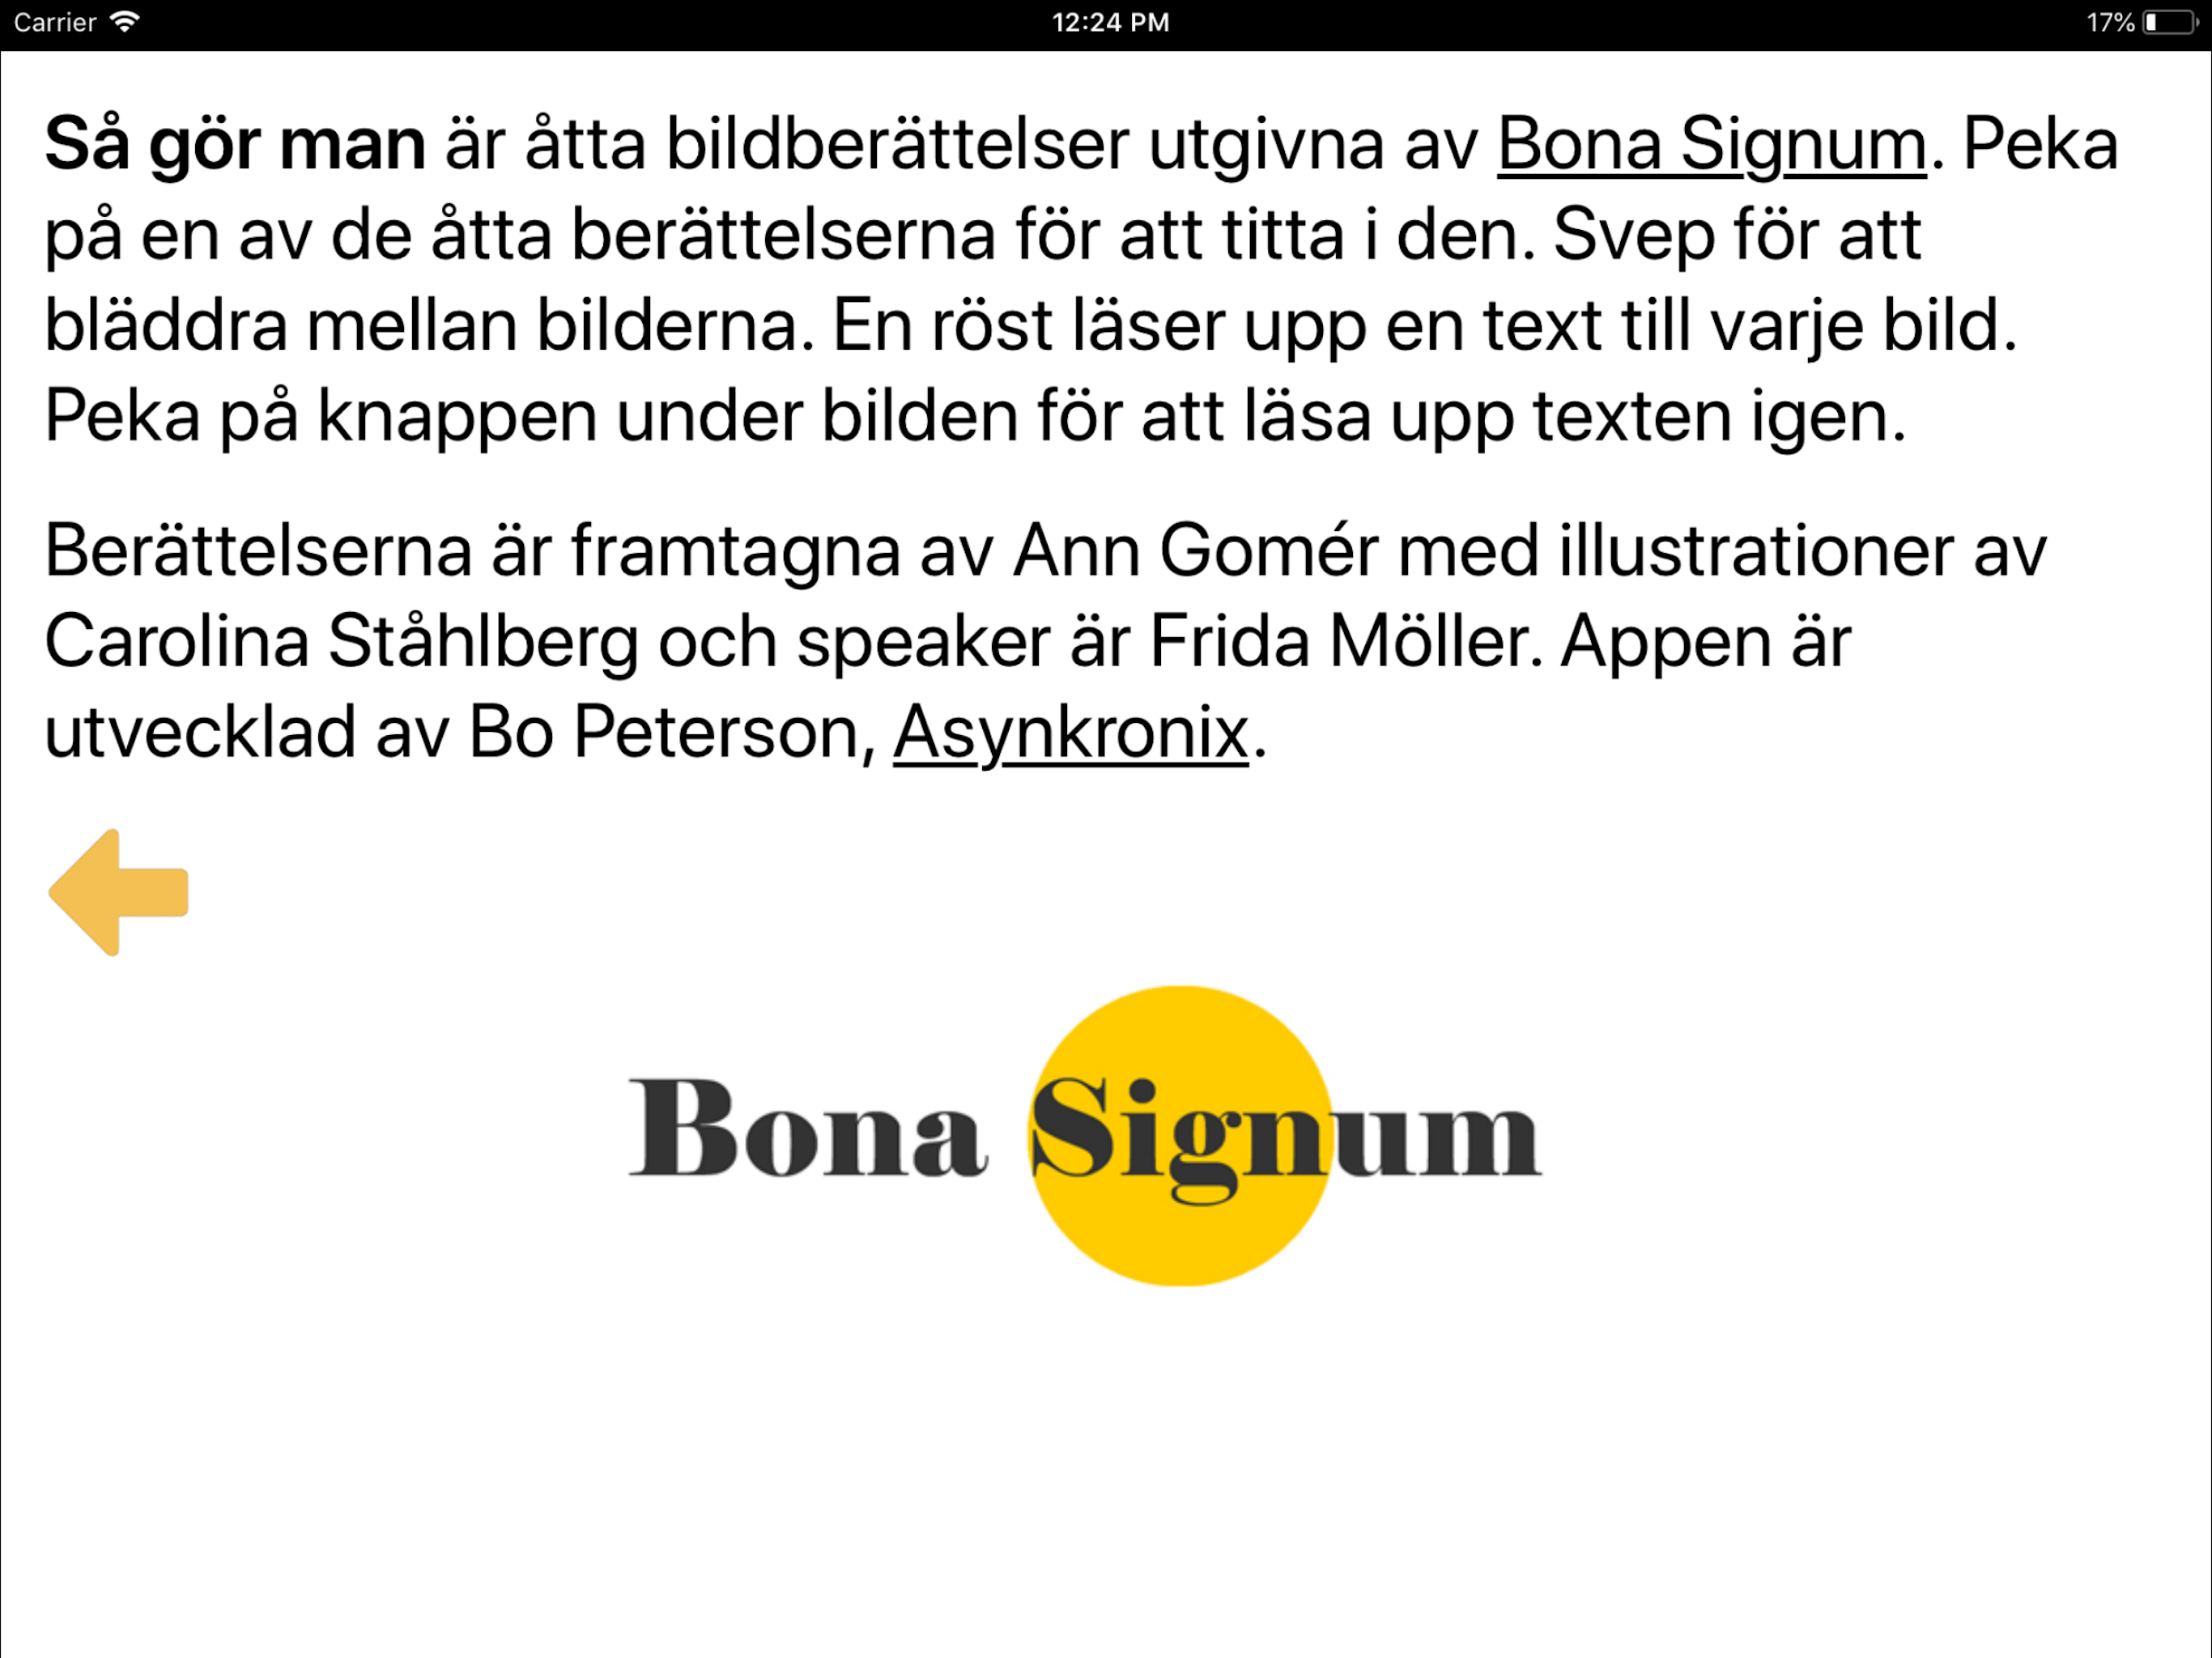 Carrier 12:24 PM 17%
Så gör man är åtta bildberättelser utgivna av Bona Signum. Peka
på en av de åtta berättelserna för att titta i den. Svep för att
bläddra mellan bilderna. En röst läser upp en text till varje bild.
Peka på knappen under bilden för att läsa upp texten igen.
Berättelserna är framtagna av Ann Gomér med illustrationer av
Carolina Ståhlberg och speaker är Frida Möller. Appen är
utvecklad av Bo Peterson, Asynkronix.
Bona Signum